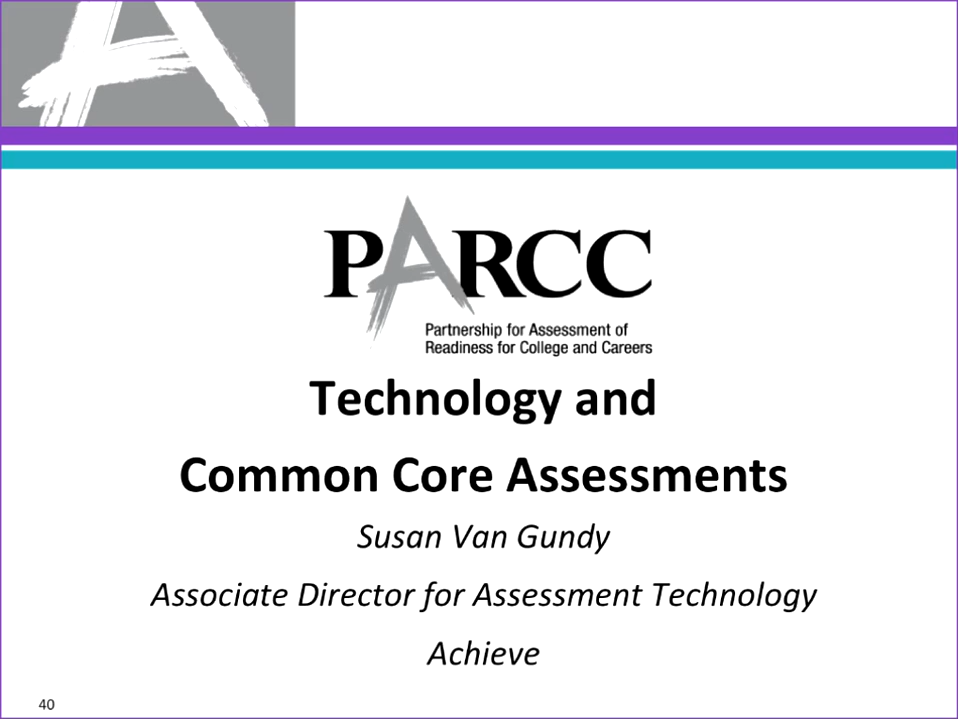 PARCC
Partnership for Assessment of
Readiness for College and Careers
Technology and
Common Core Assessments
Susan Van Gundy
Associate Director for Assessment Technology
Achieve
40